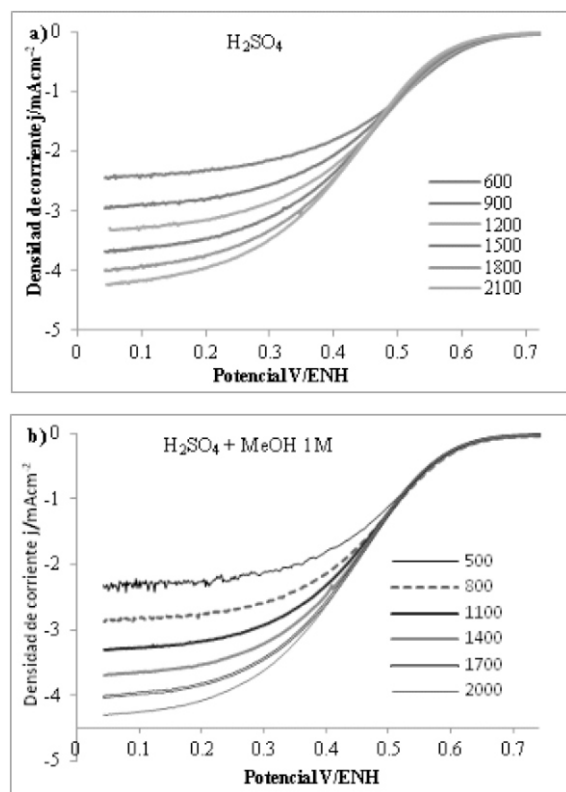 a)
H₂SO₄
Densidad de corriente j/mAcm⁻²
0
-1
-2
-3
-4
-5
600
900
1200
1500
1800
2100
0 0.1 0.2 0.3 0.4 0.5 0.6 0.7
Potencial V/ENH
b)
H₂SO₄ + MeOH 1M
Densidad de corriente j/mAcm⁻²
0
-1
-2
-3
-4
-5
500
800
1100
1400
1700
2000
0 0.1 0.2 0.3 0.4 0.5 0.6 0.7
Potencial V/ENH